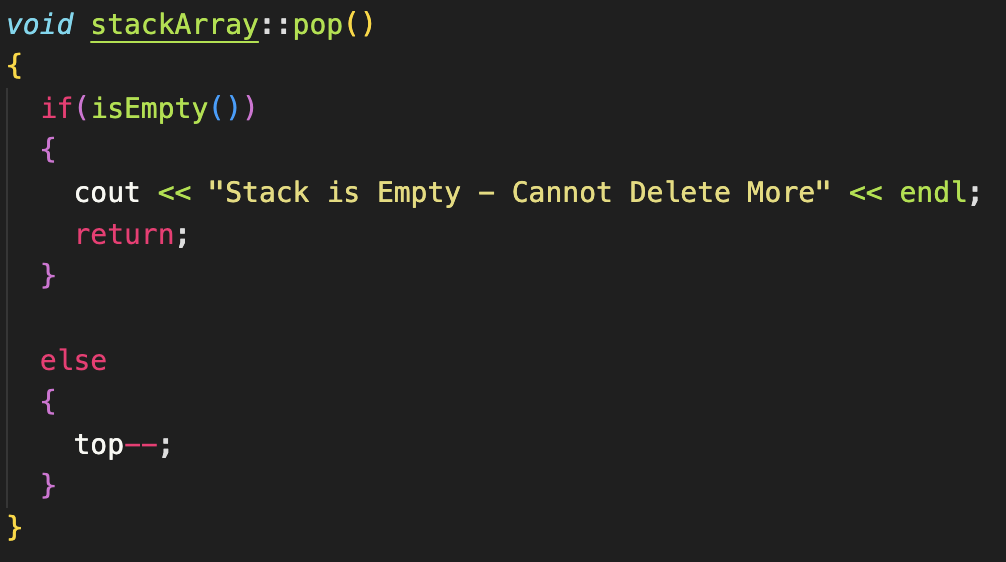 void stackArray::pop()
{
  if(isEmpty())
  {
    cout << "Stack is Empty - Cannot Delete More" << endl;
    return;
  }

  else
  {
    top--;
  }
}